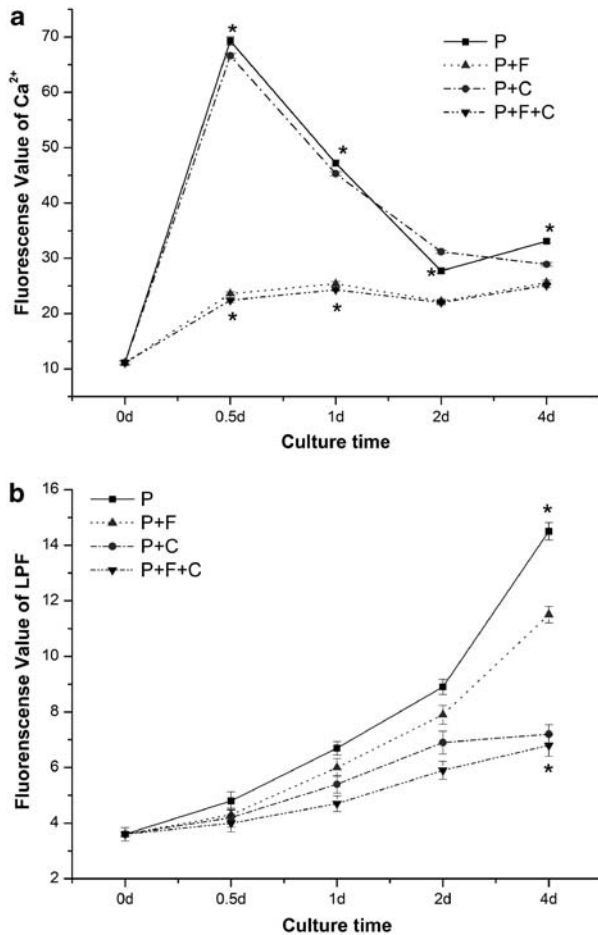 a
Fluorescense Value of Ca²⁺
70
60
50
40
30
20
10
0d 0.5d 1d 2d 4d
Culture time
P
P+F
P+C
P+F+C
*
*
*
*
*
*
b
Fluorenscense Value of LPF
16
14
12
10
8
6
4
2
0d 0.5d 1d 2d 4d
Culture time
P
P+F
P+C
P+F+C
*
*